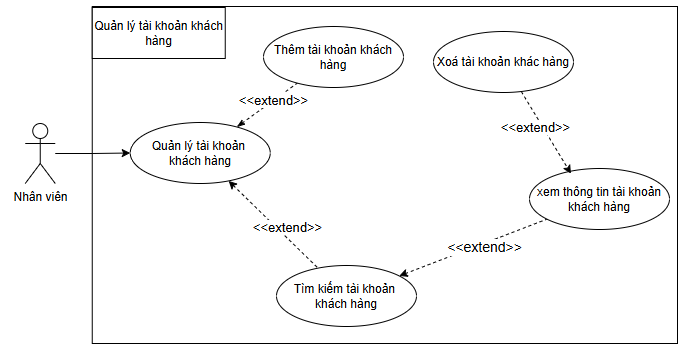 Quản lý tài khoản khách
hàng
Thêm tài khoản khách
hàng
Xoá tài khoản khác hàng
<<extend>>
<<extend>>
Quản lý tài khoản
khách hàng
Nhân viên
xem thông tin tài khoản
khách hàng
<<extend>>
<<extend>>
Tìm kiếm tài khoản
khách hàng